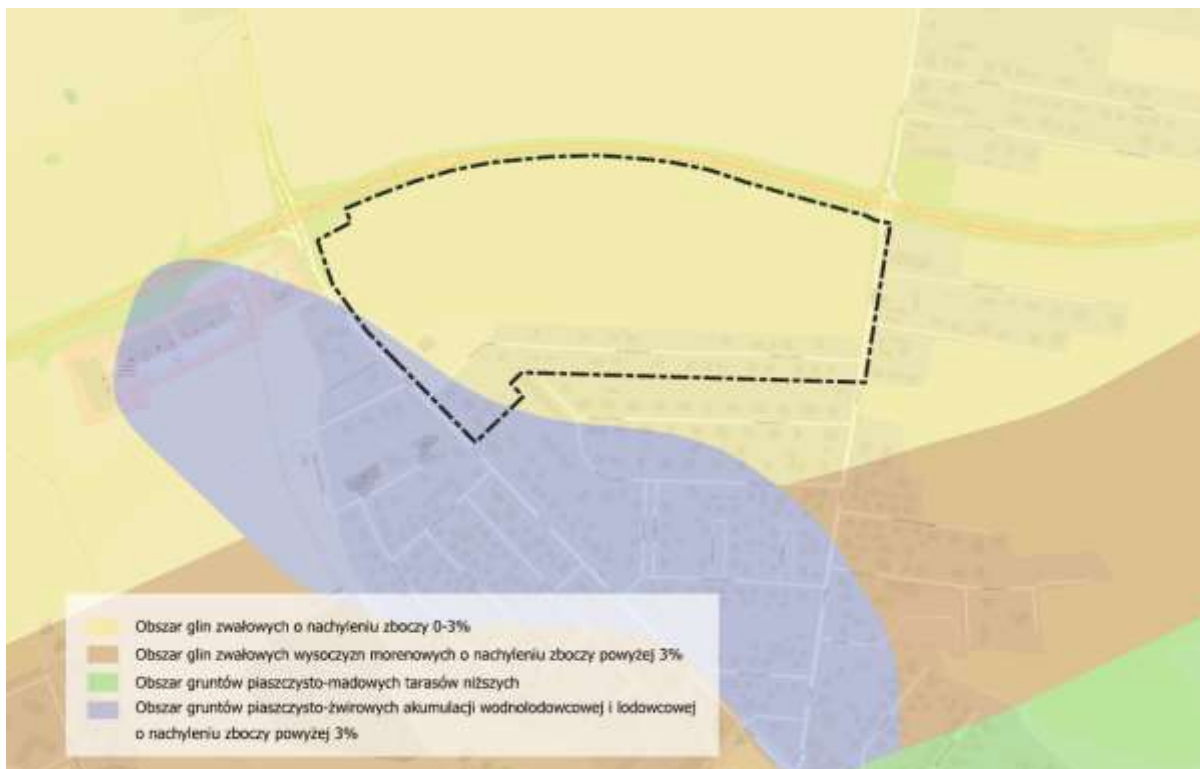 Obszar glin zwałowych o nachyleniu zboczy 0-3%
Obszar glin zwałowych wysoczyzn morenowych o nachyleniu zboczy powyżej 3%
Obszar gruntów piaszczysto-madowych tarasów niższych
Obszar gruntów piaszczysto-żwirowych akumulacji wodnolodowcowej i lodowcowej
o nachyleniu zboczy powyżej 3%